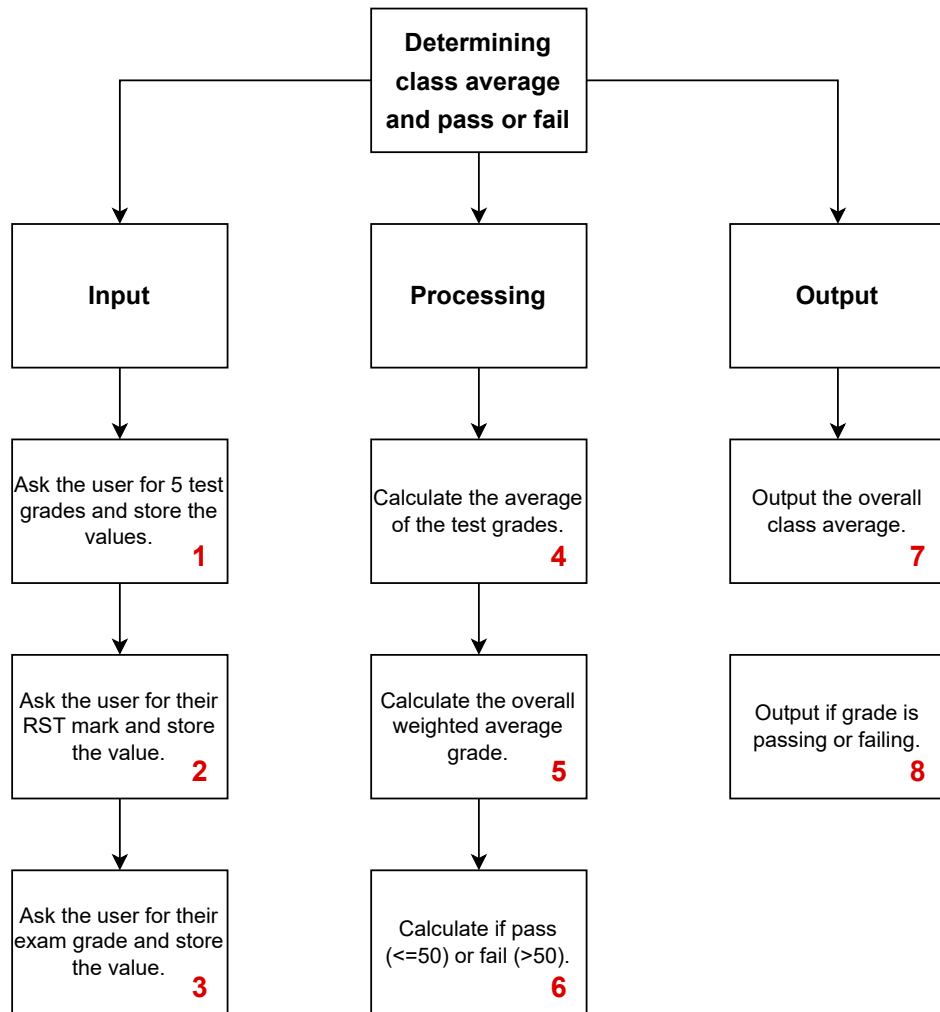 Determining
class average
and pass or fail
Input
Processing
Output
Ask the user for 5 test
grades and store the
values.
1
Calculate the average
of the test grades.
4
Output the overall
class average.
7
Ask the user for their
RST mark and store
the value.
2
Calculate the overall
weighted average
grade.
5
Output if grade is
passing or failing.
8
Ask the user for their
exam grade and store
the value.
3
Calculate if pass
(<=50) or fail (>50).
6